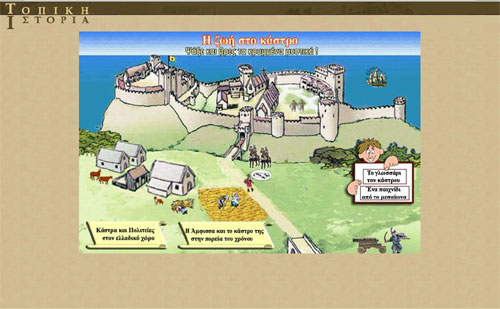 ΤΟΠΙΚΗ
ΙΣΤΟΡΙΑ
Η ζωή στο κάστρο
Ψάξε και βρες τα κρυμμένα μυστικά !
Το γλωσσάρι
του κάστρου
Ένα παιχνίδι
από το μεσαίωνα
Κάστρα και Πολιτείες
στον ελλαδικό χώρο
Η Άμφισσα και το κάστρο της
στην πορεία του χρόνου